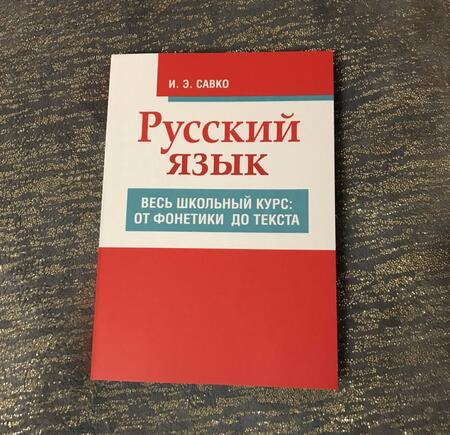 И. Э. САВКО
Русский
язык
ВЕСЬ ШКОЛЬНЫЙ КУРС:
ОТ ФОНЕТИКИ ДО ТЕКСТА